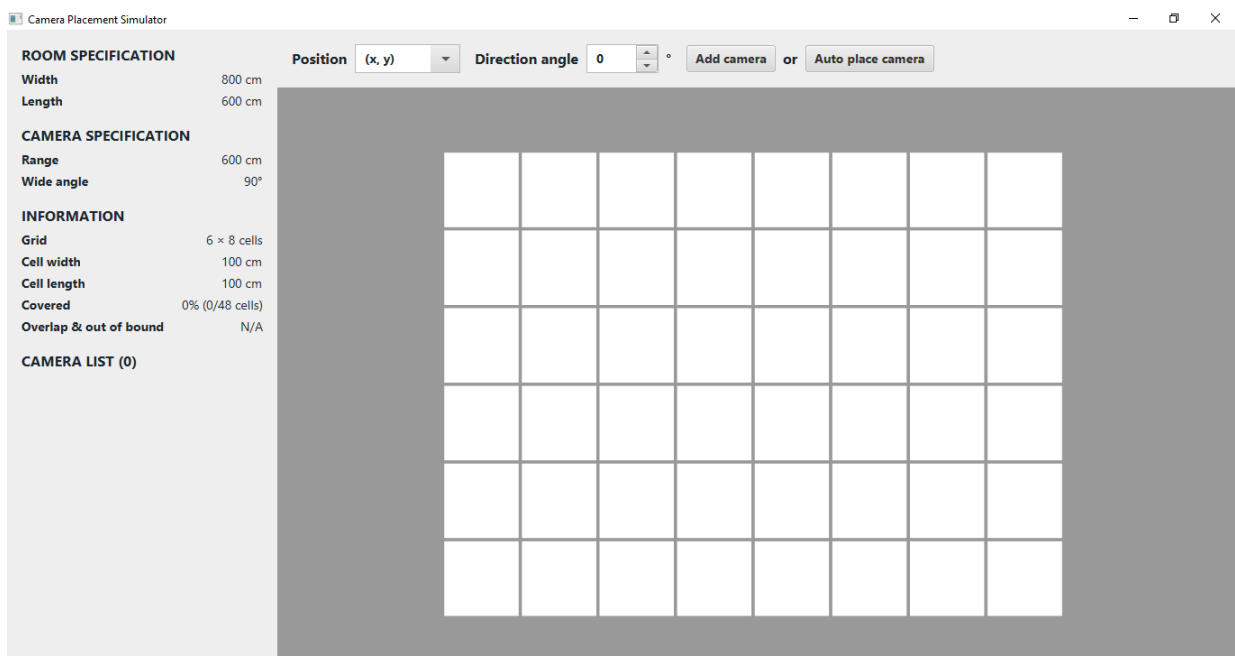 Camera Placement Simulator
ROOM SPECIFICATION
Width 800 cm
Length 600 cm
CAMERA SPECIFICATION
Range 600 cm
Wide angle 90°
INFORMATION
Grid 6 × 8 cells
Cell width 100 cm
Cell length 100 cm
Covered 0% (0/48 cells)
Overlap & out of bound N/A
CAMERA LIST (0)
Position (x, y) Direction angle 0 ° Add camera or Auto place camera